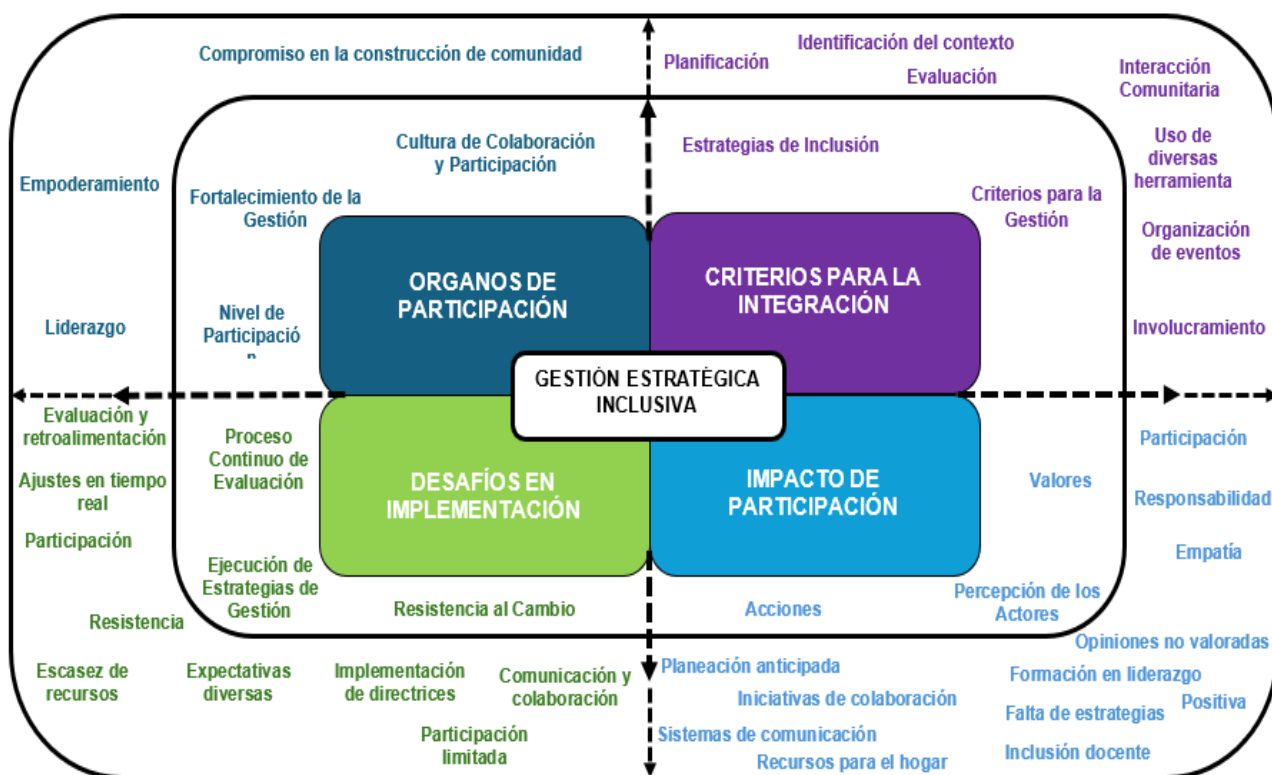 Compromiso en la construcción de comunidad
Planificación
Identificación del contexto
Evaluación
Interacción
Comunitaria
Cultura de Colaboración
y Participación
Estrategias de Inclusión
Uso de
diversas
herramienta
Empoderamiento
Fortalecimiento de la
Gestión
Criterios para la
Gestión
Organización
de eventos
ORGANOS DE
PARTICIPACIÓN
CRITERIOS PARA LA
INTEGRACIÓN
Liderazgo
Nivel de
Participació
Involucramiento
GESTIÓN ESTRATÉGICA
INCLUSIVA
Evaluación y
retroalimentación
Proceso
Continuo de
Evaluación
Participación
Ajustes en tiempo
real
DESAFÍOS EN
IMPLEMENTACIÓN
IMPACTO DE
PARTICIPACIÓN
Valores
Responsabilidad
Participación
Empatía
Ejecución de
Estrategias de
Gestión
Resistencia al Cambio
Acciones
Percepción de los
Actores
Resistencia
Opiniones no valoradas
Escasez de
recursos
Expectativas
diversas
Implementación
de directrices
Comunicación y
colaboración
Planeación anticipada
Formación en liderazgo
Iniciativas de colaboración
Positiva
Falta de estrategias
Participación
limitada
Sistemas de comunicación
Recursos para el hogar
Inclusión docente